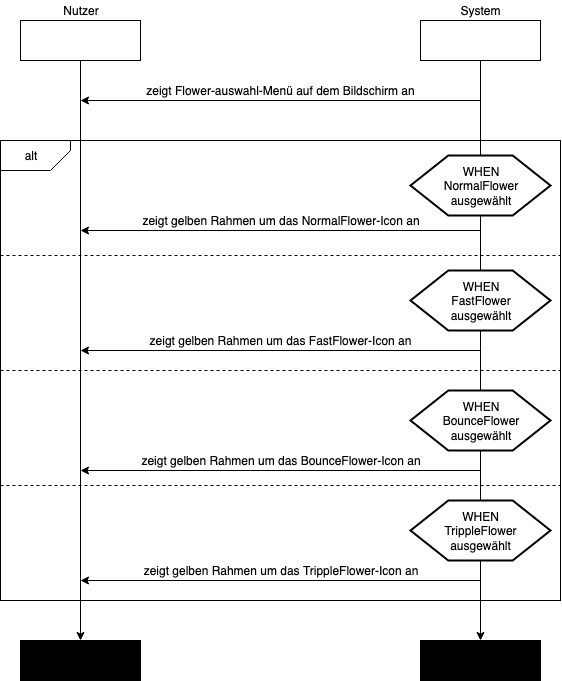 Nutzer
System
zeigt Flower-auswahl-Menü auf dem Bildschirm an
alt
WHEN
NormalFlower
ausgewählt
zeigt gelben Rahmen um das NormalFlower-Icon an
WHEN
FastFlower
ausgewählt
zeigt gelben Rahmen um das FastFlower-Icon an
WHEN
BounceFlower
ausgewählt
zeigt gelben Rahmen um das BounceFlower-Icon an
WHEN
TrippleFlower
ausgewählt
zeigt gelben Rahmen um das TrippleFlower-Icon an